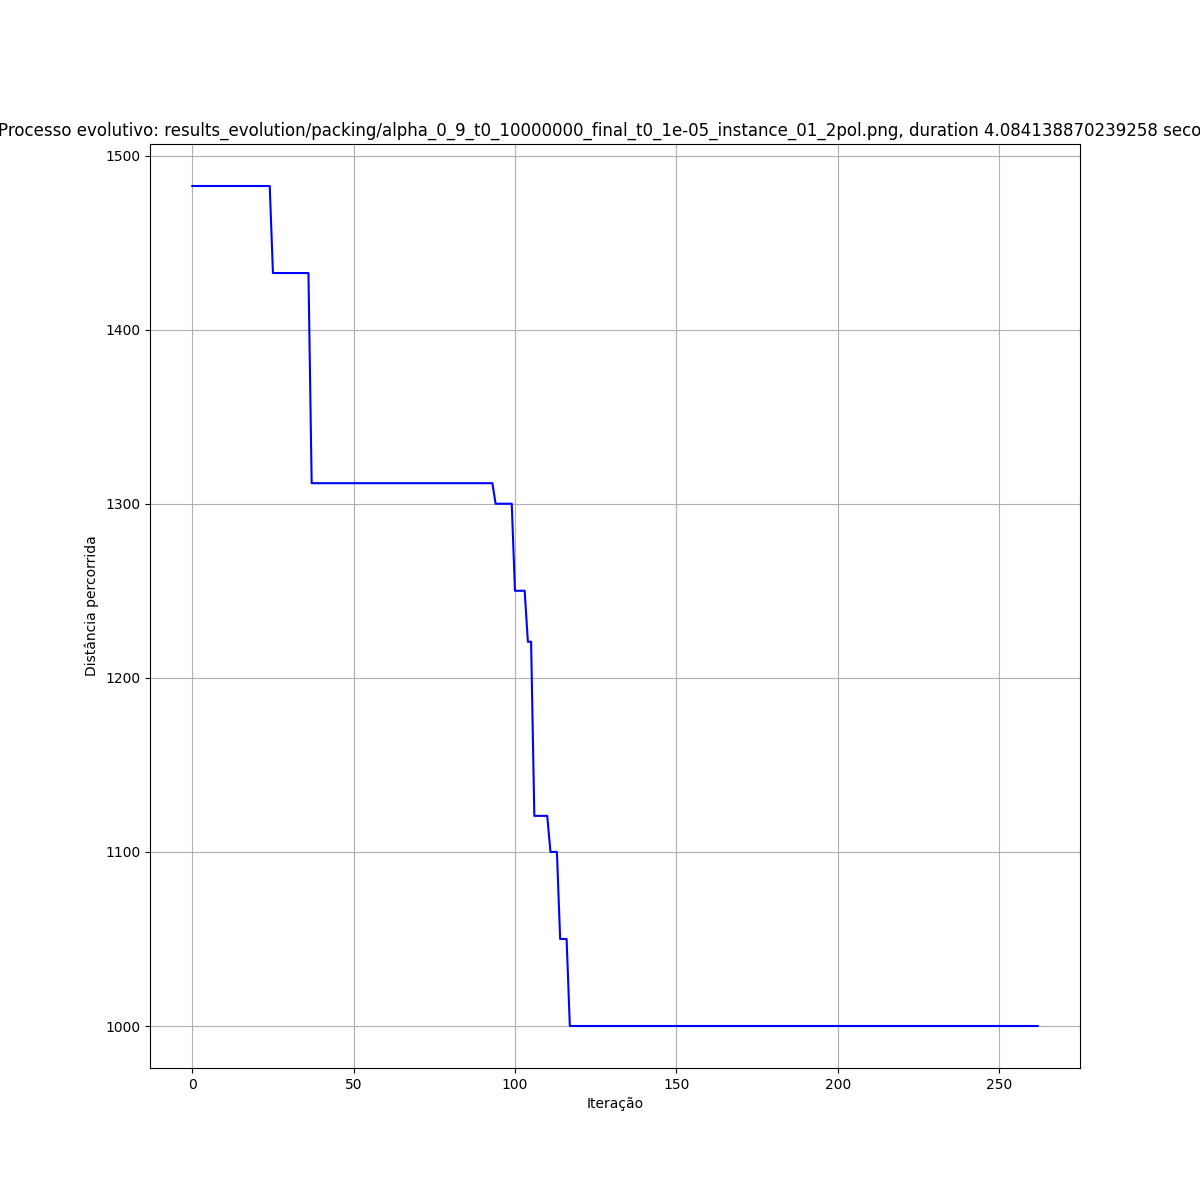 Processo evolutivo: results_evolution/packing/alpha_0_9_t0_10000000_final_t0_1e-05_instance_01_2pol.png, duration 4.084138870239258 seco
1500
1400
1300
1200
1100
1000
Distância percorrida
0 50 100 150 200 250
Iteração